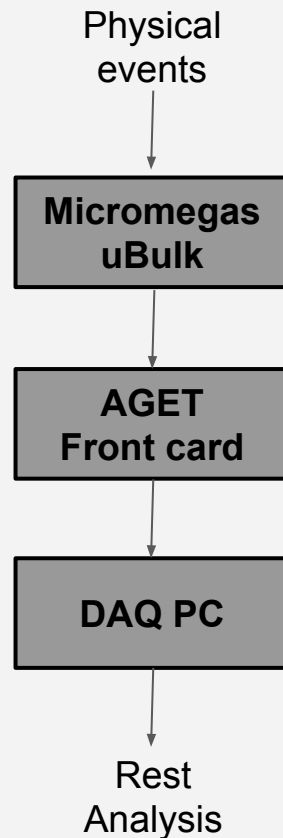 Physical
events
Micromegas
uBulk
AGET
Front card
DAQ PC
Rest
Analysis